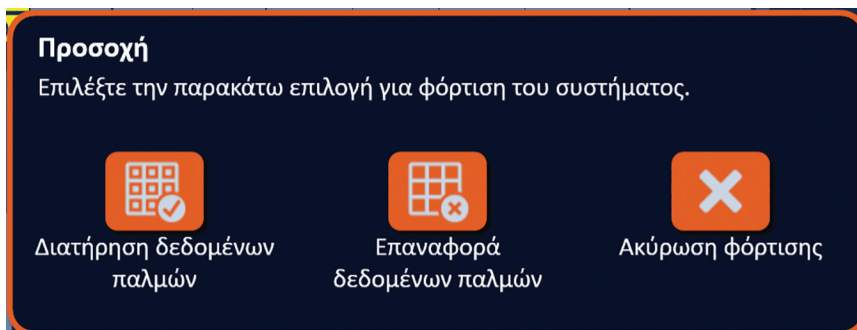 Προσοχή
Επιλέξτε την παρακάτω επιλογή για φόρτιση του συστήματος.
Διατήρηση δεδομένων
παλμών
Επαναφορά
δεδομένων παλμών
Ακύρωση φόρτισης